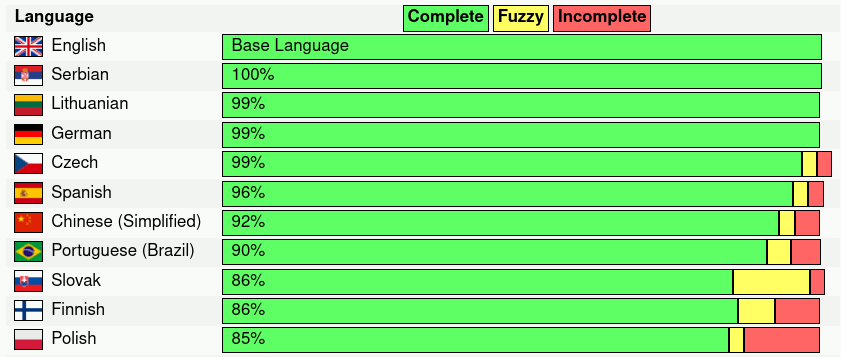 Language Complete Fuzzy Incomplete
English Base Language
Serbian 100%
Lithuanian 99%
German 99%
Czech 99%
Spanish 96%
Chinese (Simplified) 92%
Portuguese (Brazil) 90%
Slovak 86%
Finnish 86%
Polish 85%